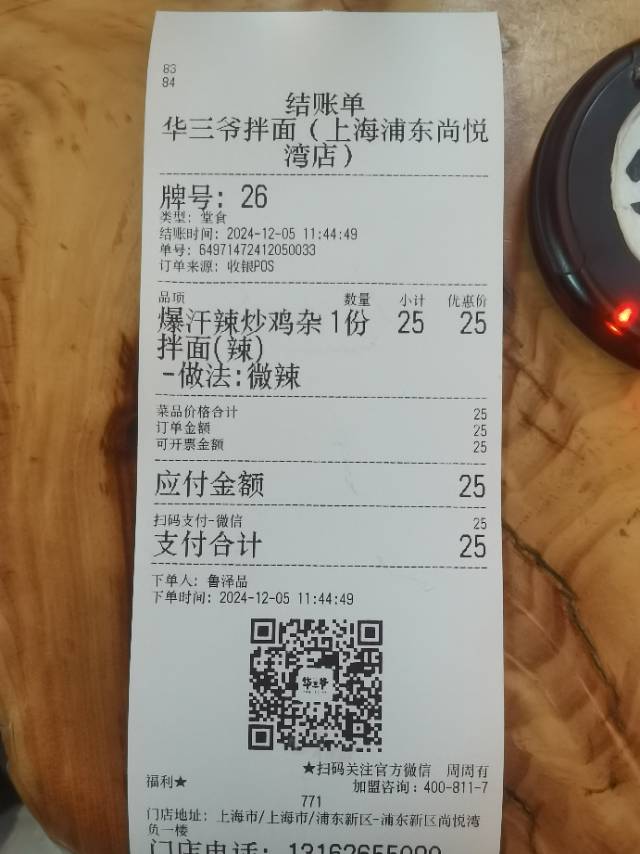 83
84
结账单
华三爷拌面（上海浦东尚悦
湾店）
牌号: 26
类型: 堂食
结账时间: 2024-12-05 11:44:49
单号: 64971472412050033
订单来源: 收银POS
品项 数量 小计 优惠价
爆汗辣炒鸡杂 1份 25 25
拌面(辣)
-做法:微辣
菜品价格合计 25
订单金额 25
可开票金额 25
应付金额 25
扫码支付-微信 25
支付合计 25
下单人: 鲁泽品
下单时间: 2024-12-05 11:44:49
华三爷
★扫码关注官方微信 周周有
福利★ 加盟咨询:400-811-7
771
门店地址: 上海市/上海市/浦东新区-浦东新区尚悦湾
负一楼
门店电话: